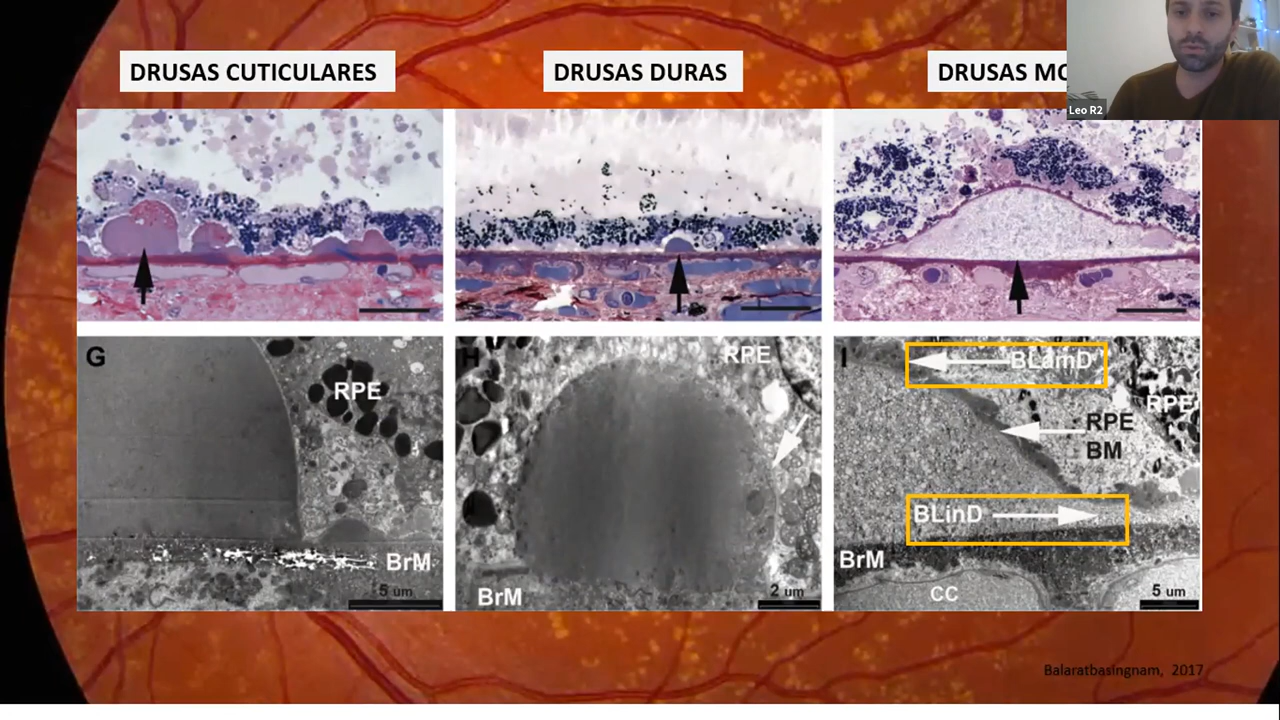 DRUSAS CUTICULARES
DRUSAS DURAS
DRUSAS
Leo R2
G
RPE
BrM
5 um
H
RPE
BrM
2 um
I
BLamD
RPE
RPE
BM
BLinD
BrM
CC
5 um
Balaratbasingnam, 2017